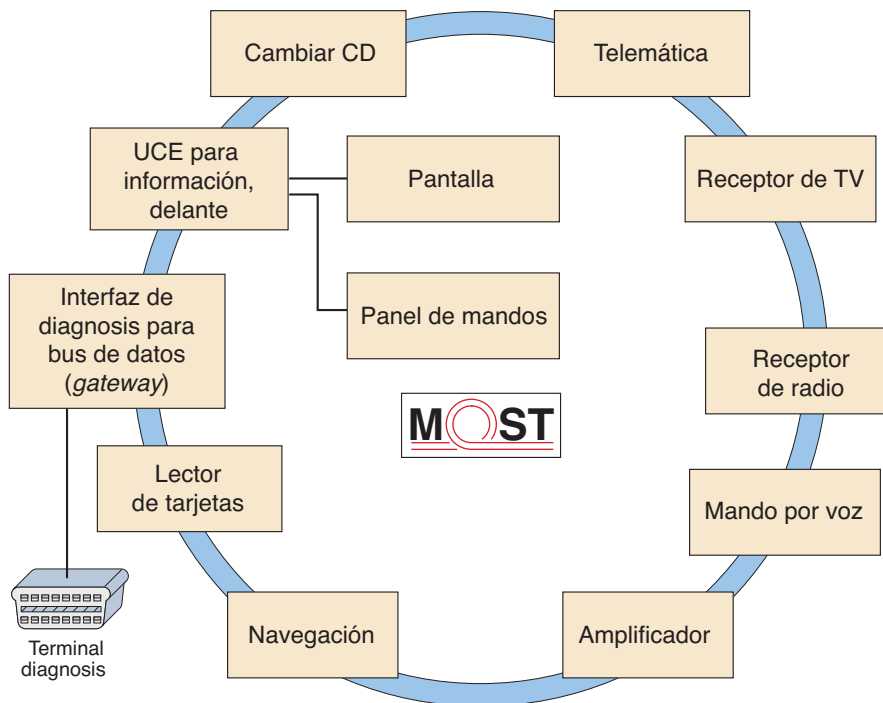 Cambiar CD
Telemática
UCE para
información,
delante
Pantalla
Receptor de TV
Interfaz de
diagnosis para
bus de datos
(gateway)
Panel de mandos
Receptor
de radio
MOST
Lector
de tarjetas
Mando por voz
Navegación
Amplificador
Terminal
diagnosis